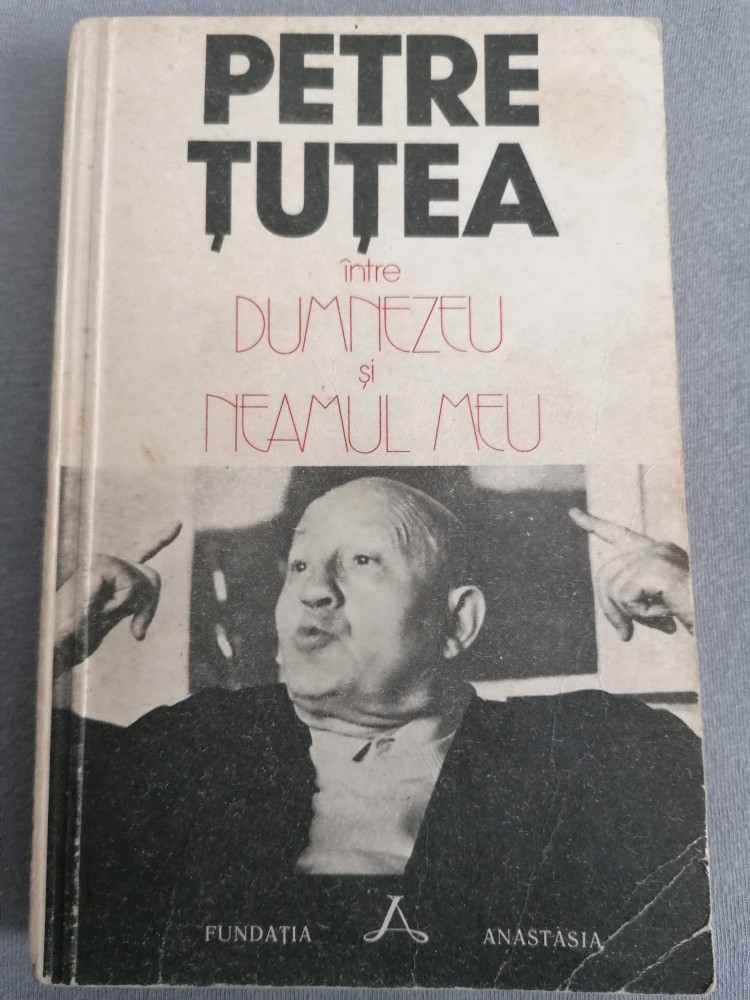 PETRE
ȚUȚEA
între
DUMNEZEU
și
NEAMUL MEU
FUNDAȚIA A ANASTASIA